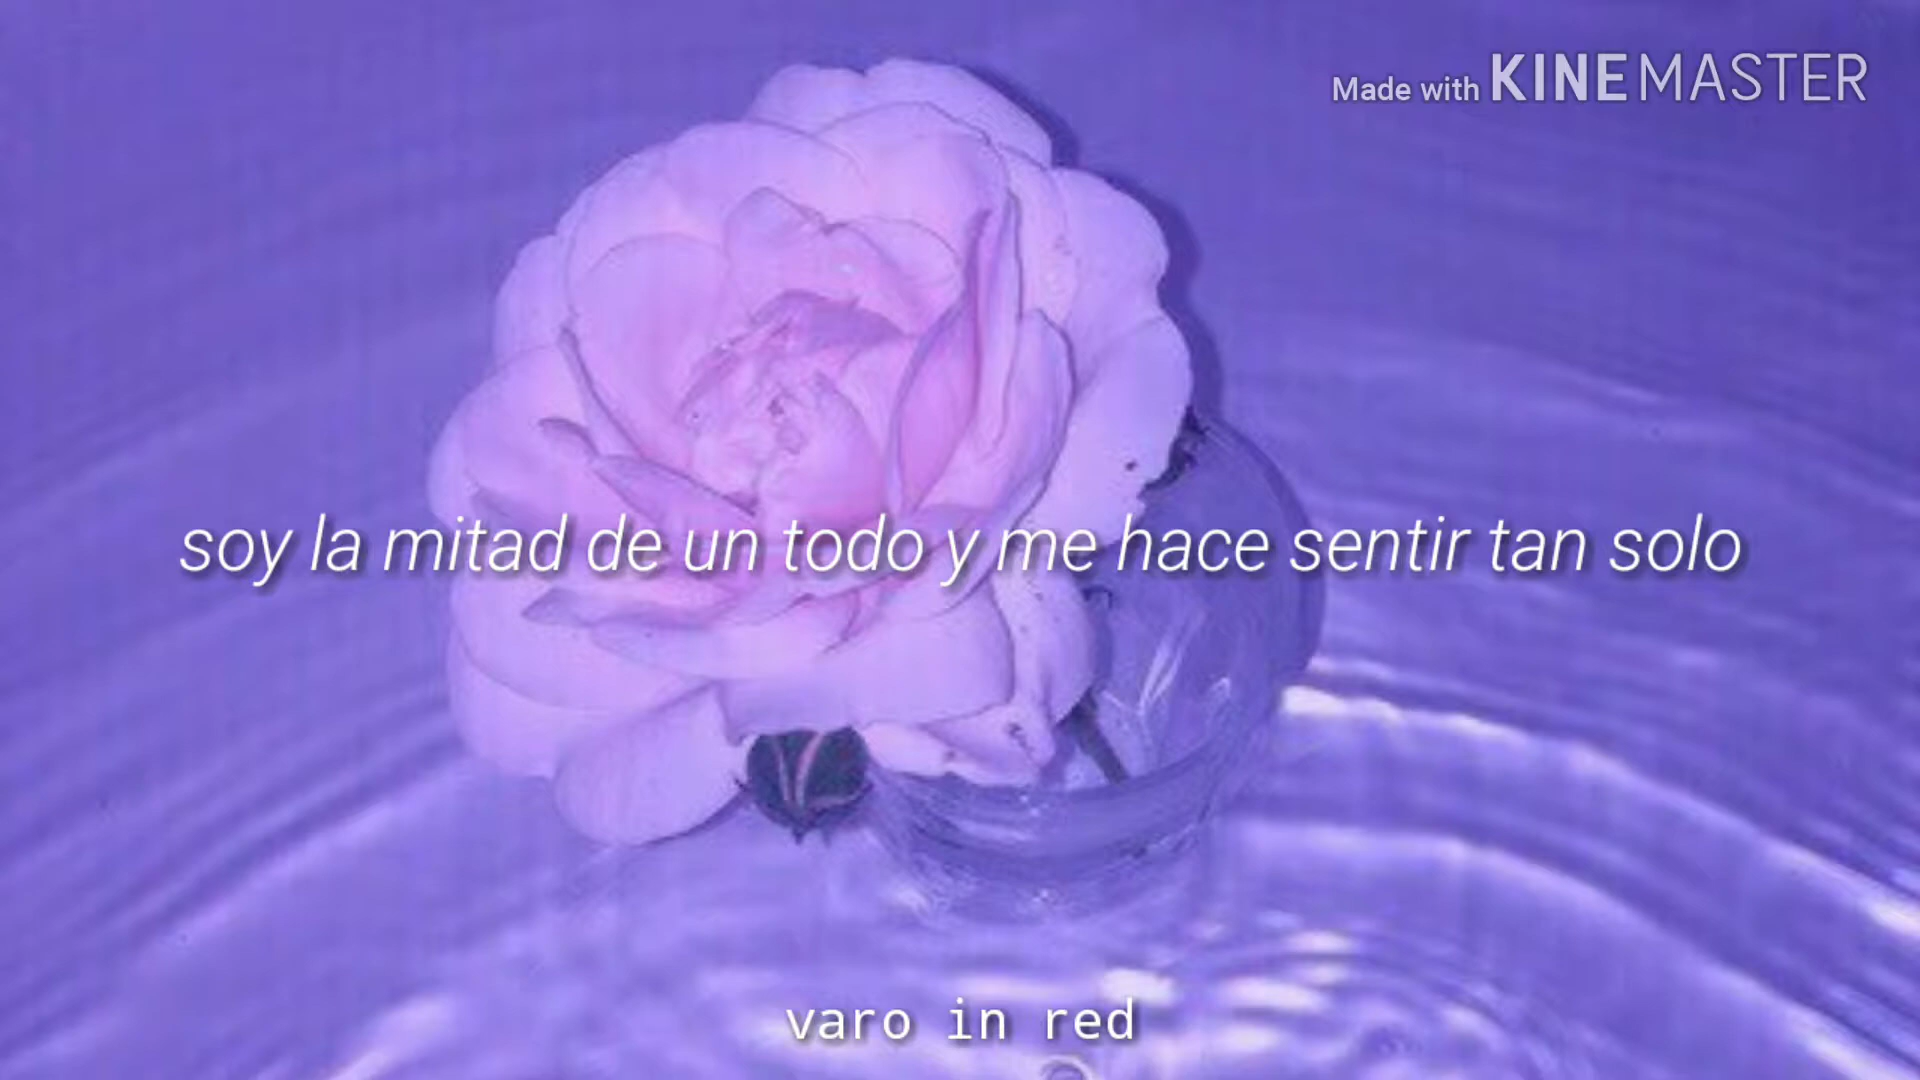 Made with KINEMASTER
soy la mitad de un todo y me hace sentir tan solo
varo in red